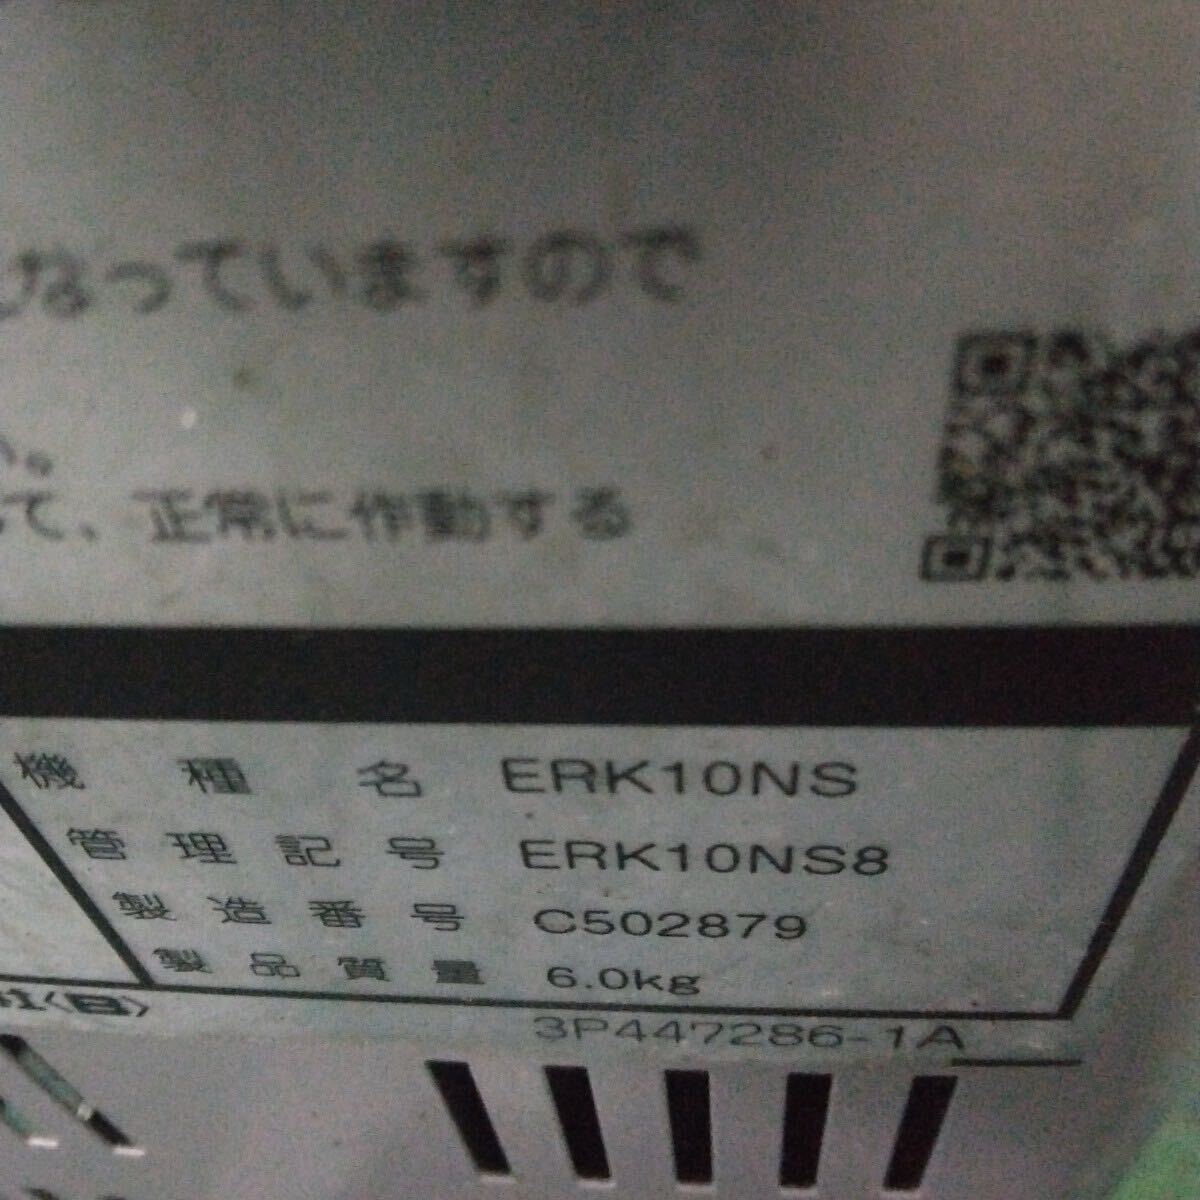 なっていますので
い。
て、正常に作動する
機種名 ERK10NS
管理記号 ERK10NS8
製造番号 C502879
製品質量 6.0kg
3P447286-1A